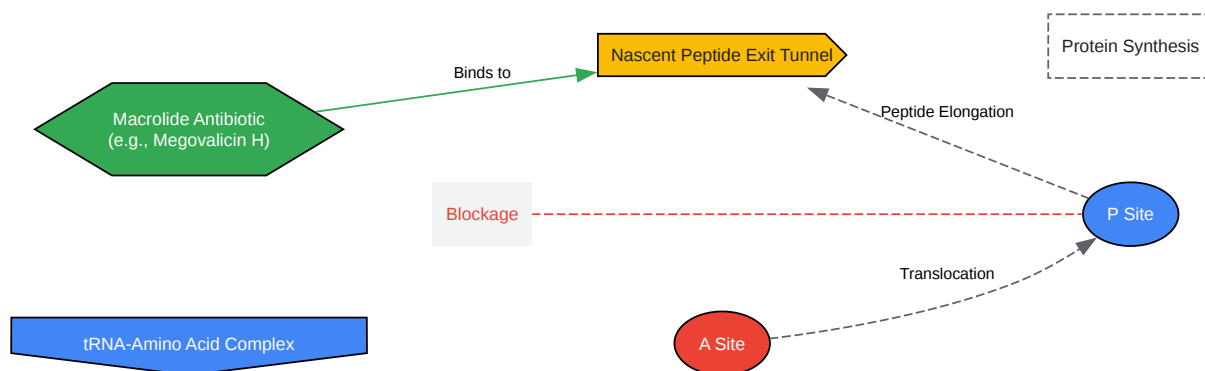 Nascent Peptide Exit Tunnel
Protein Synthesis
Binds to
Macrolide Antibiotic
(e.g., Megovalicin H)
Peptide Elongation
Blockage
P Site
Translocation
tRNA-Amino Acid Complex
A Site